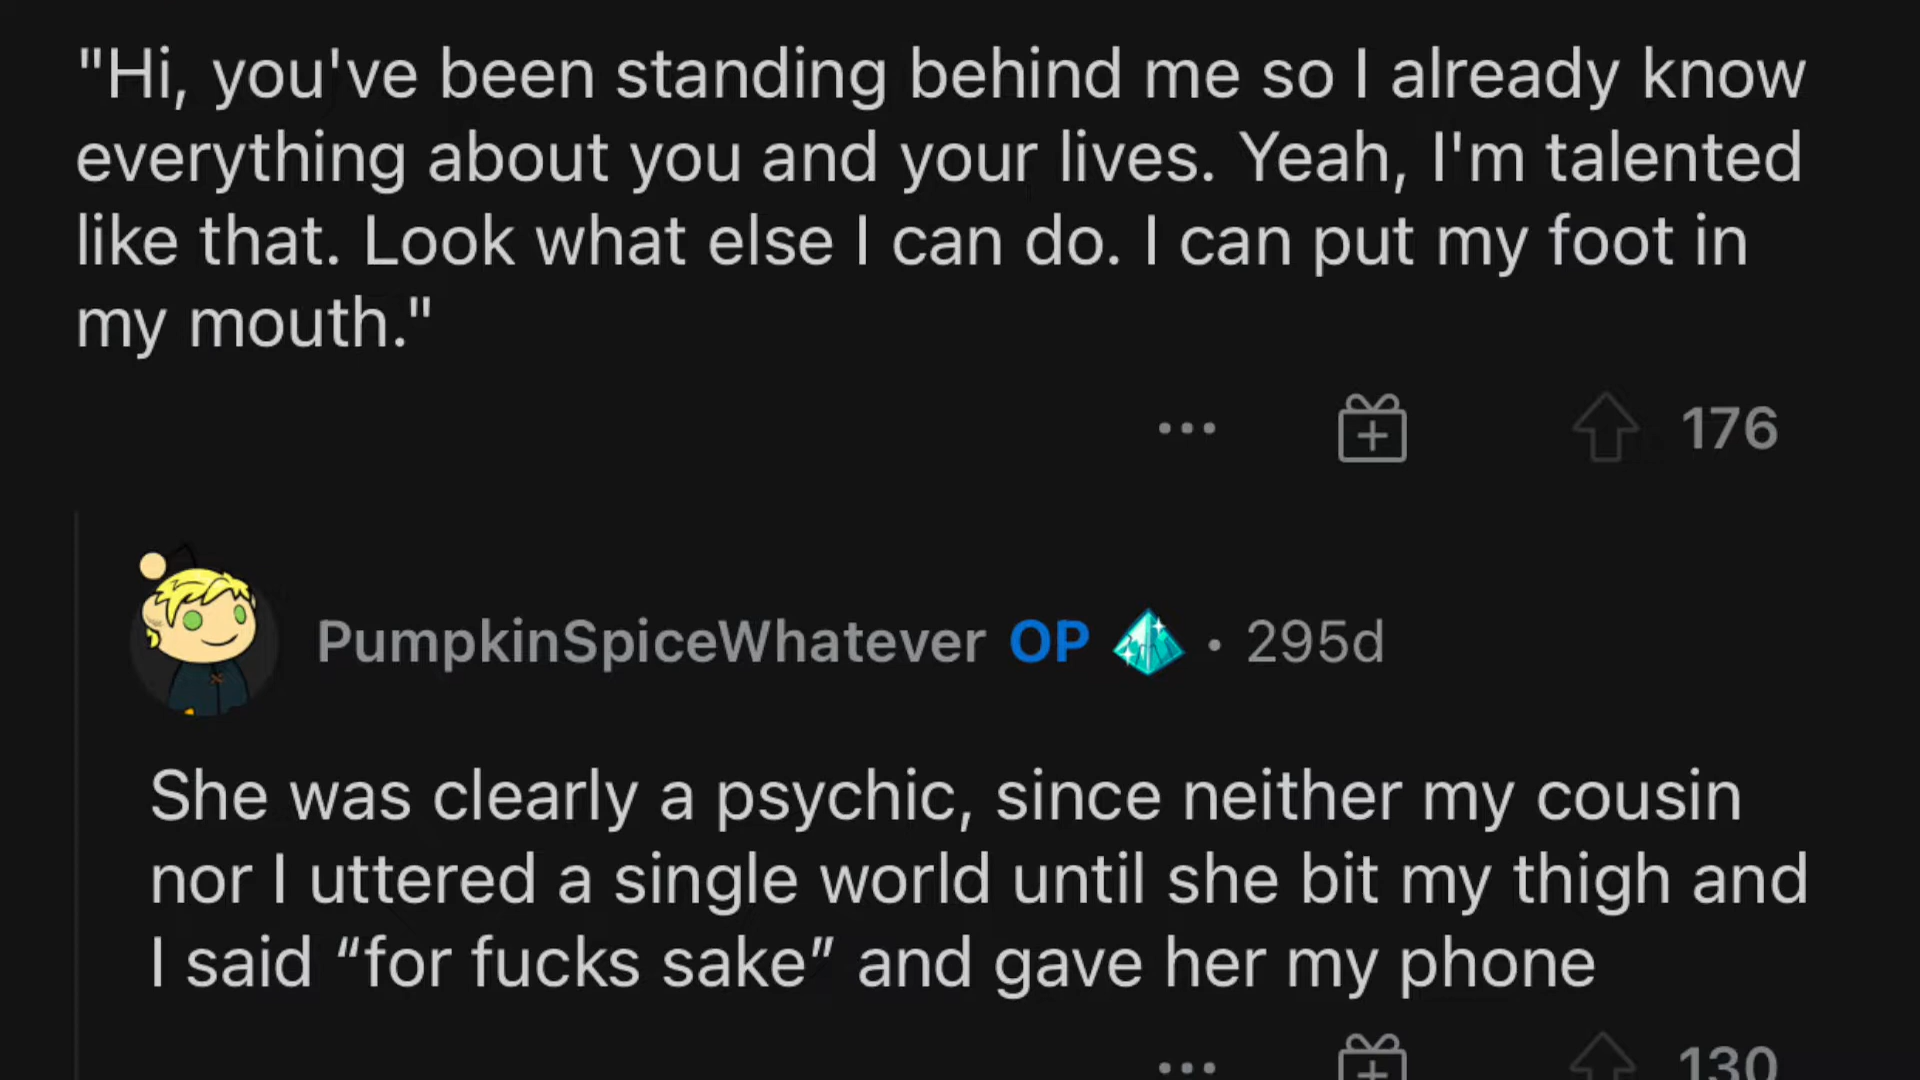 "Hi, you've been standing behind me so I already know
everything about you and your lives. Yeah, I'm talented
like that. Look what else I can do. I can put my foot in
my mouth."
176
PumpkinSpiceWhatever OP • 295d
She was clearly a psychic, since neither my cousin
nor I uttered a single world until she bit my thigh and
I said “for fucks sake” and gave her my phone
130